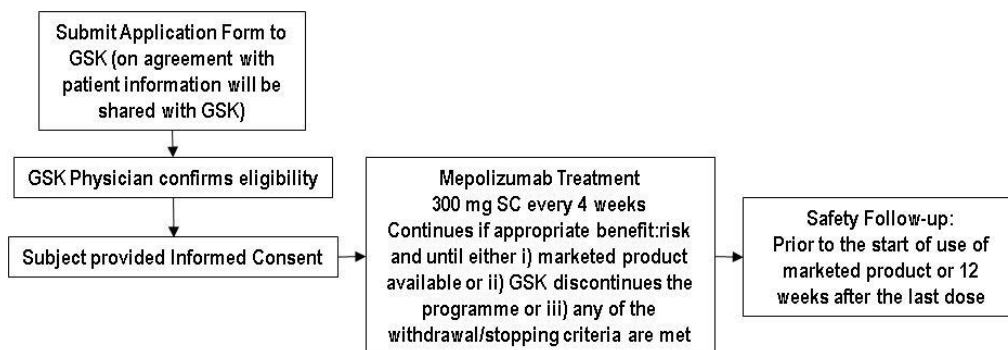 Submit Application Form to
GSK (on agreement with
patient information will be
shared with GSK)
GSK Physician confirms eligibility
Subject provided Informed Consent
Mepolizumab Treatment
300 mg SC every 4 weeks
Continues if appropriate benefit:risk
and until either i) marketed product
available or ii) GSK discontinues the
programme or iii) any of the
withdrawal/stopping criteria are met
Safety Follow-up:
Prior to the start of use of
marketed product or 12
weeks after the last dose